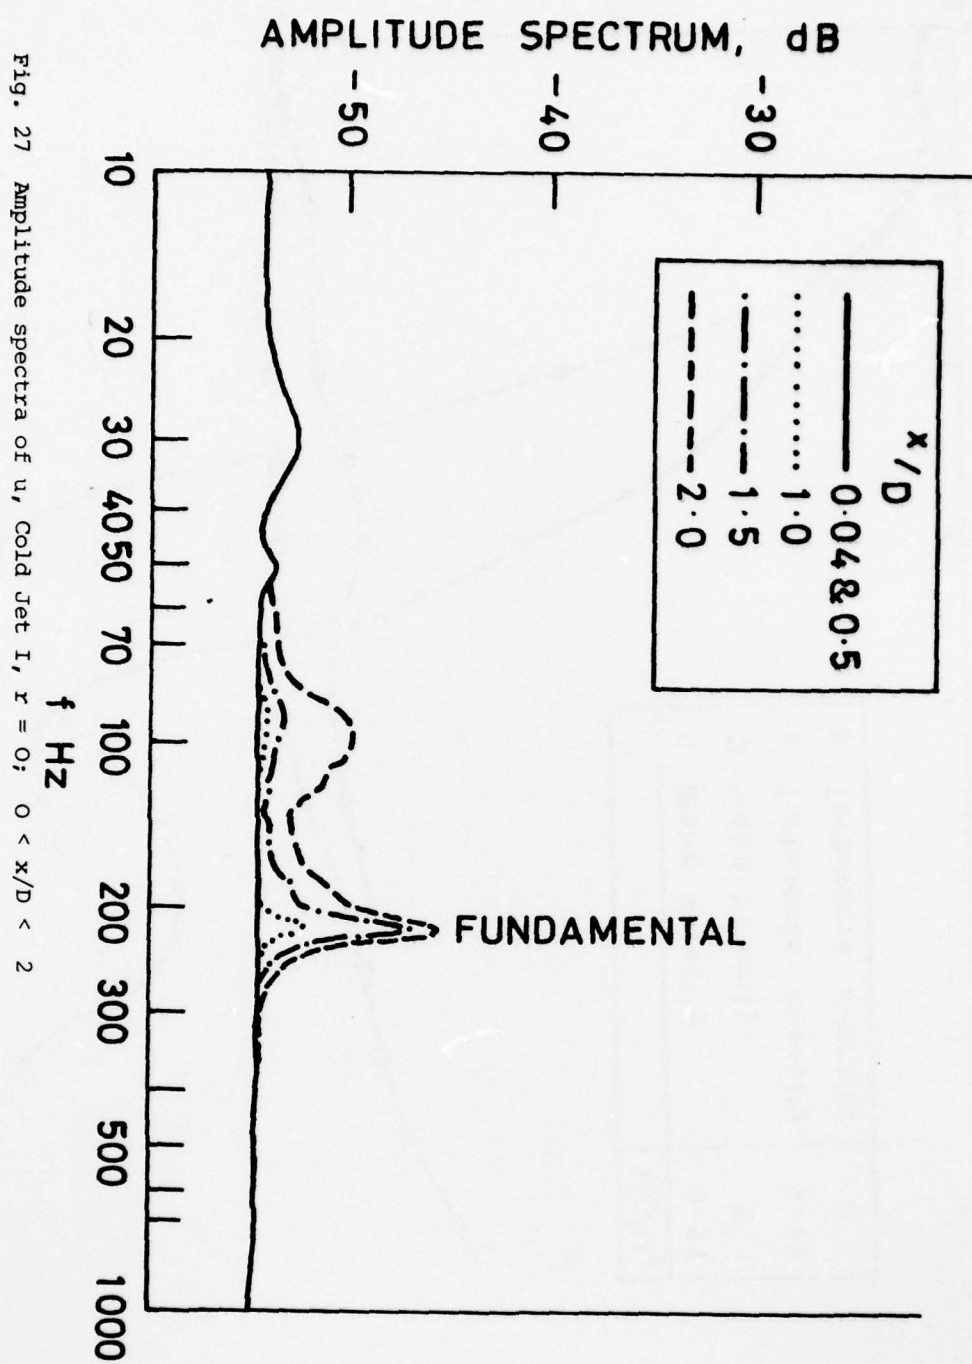 AMPLITUDE SPECTRUM, dB
-30
-40
-50
x/D
0·04&0·5
1·0
1·5
2·0
FUNDAMENTAL
10 20 30 40 50 70 100 200 300 500 1000
f Hz
Fig. 27 Amplitude spectra of u, Cold Jet I, r = 0; 0 < x/D < 2